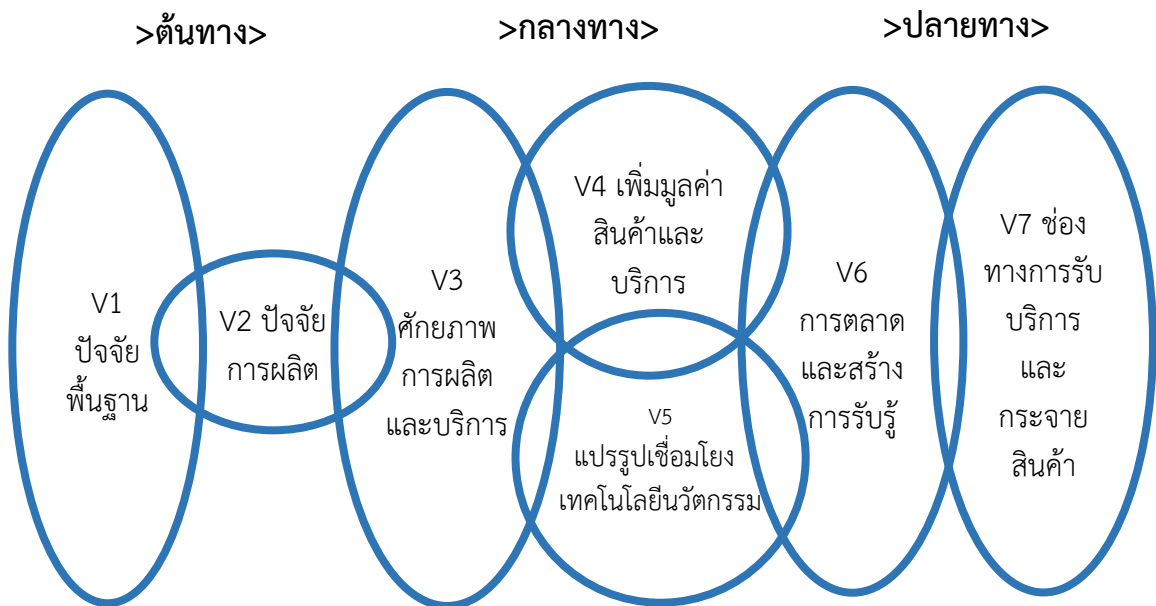 >ต้นทาง>
>กลางทาง>
>ปลายทาง>
V1
ปัจจัย
พื้นฐาน
V2 ปัจจัย
การผลิต
V3
ศักยภาพ
การผลิต
และบริการ
V4 เพิ่มมูลค่า
สินค้าและ
บริการ
V5
แปรรูปเชื่อมโยง
เทคโนโลยีนวัตกรรม
V6
การตลาด
และสร้าง
การรับรู้
V7 ช่อง
ทางการรับ
บริการ
และ
กระจาย
สินค้า